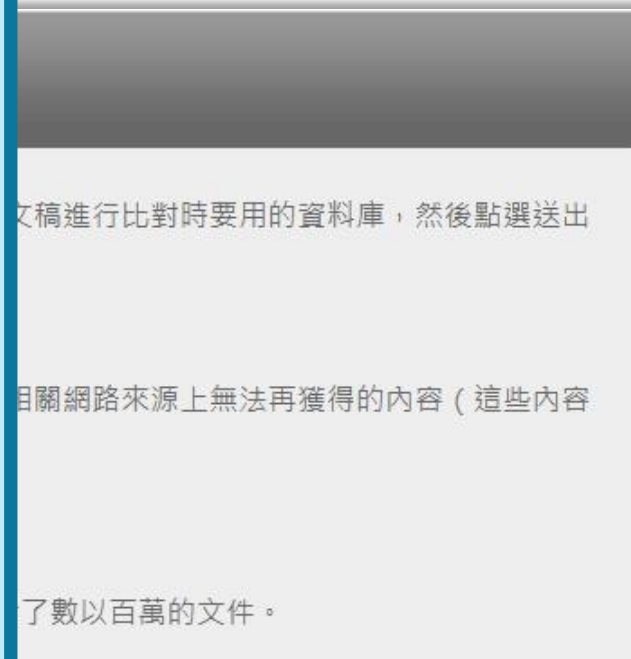 文稿進行比對時要用的資料庫，然後點選送出
相關網路來源上無法再獲得的內容（這些內容
了數以百萬的文件。